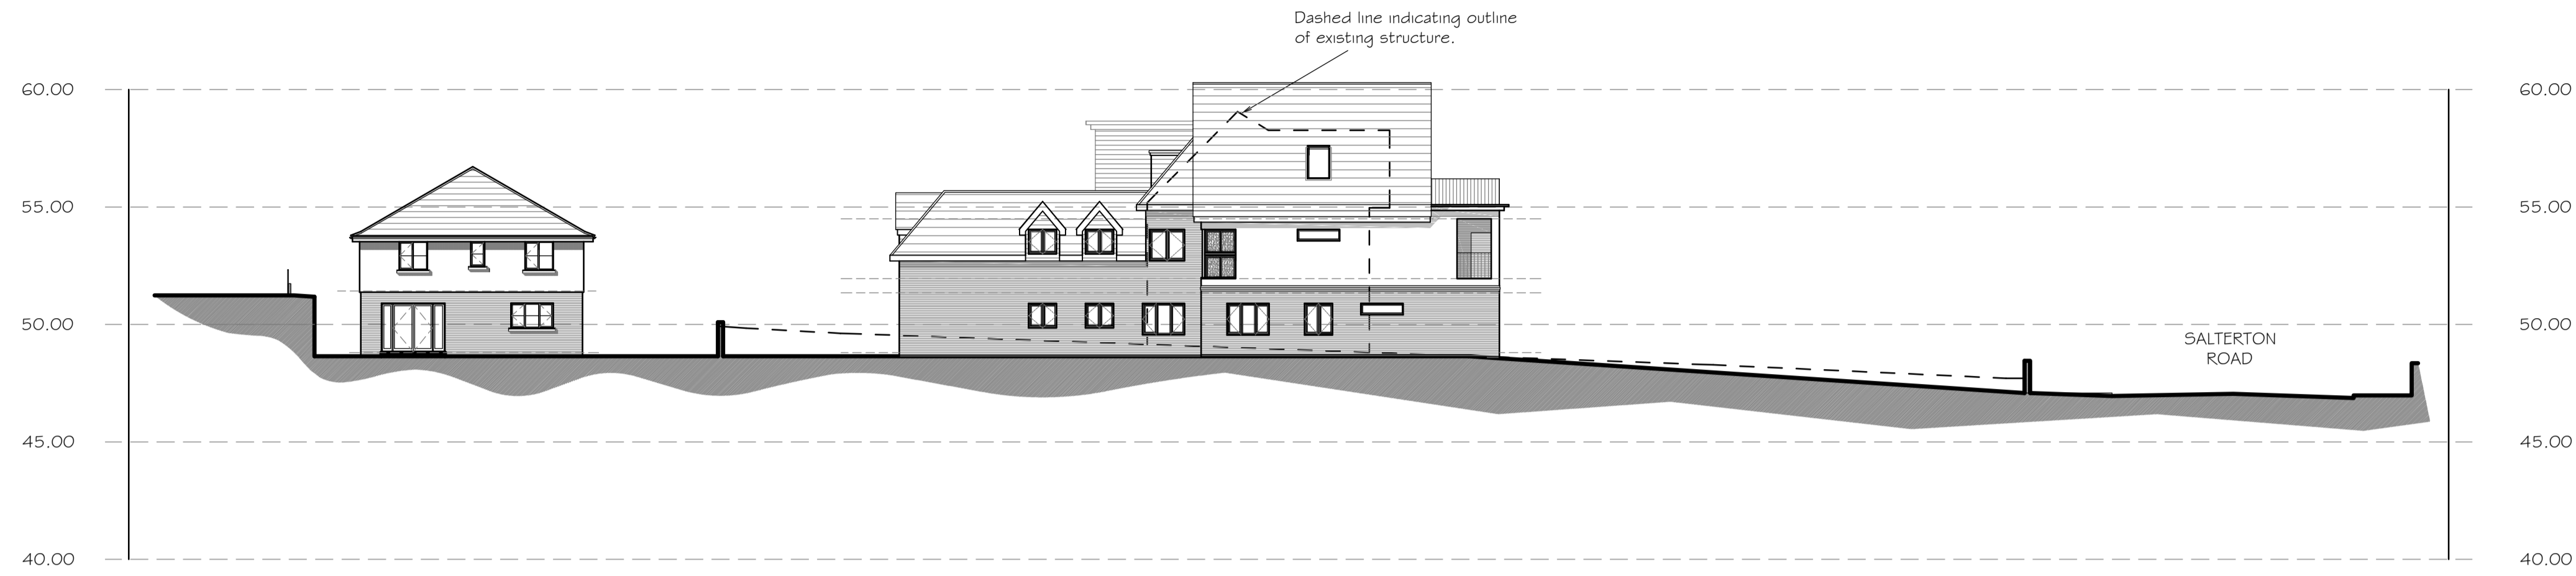 Dashed line indicating outline
of existing structure.
60.00
60.00
55.00
55.00
50.00
50.00
SALTERTON
ROAD
45.00
45.00
40.00
40.00